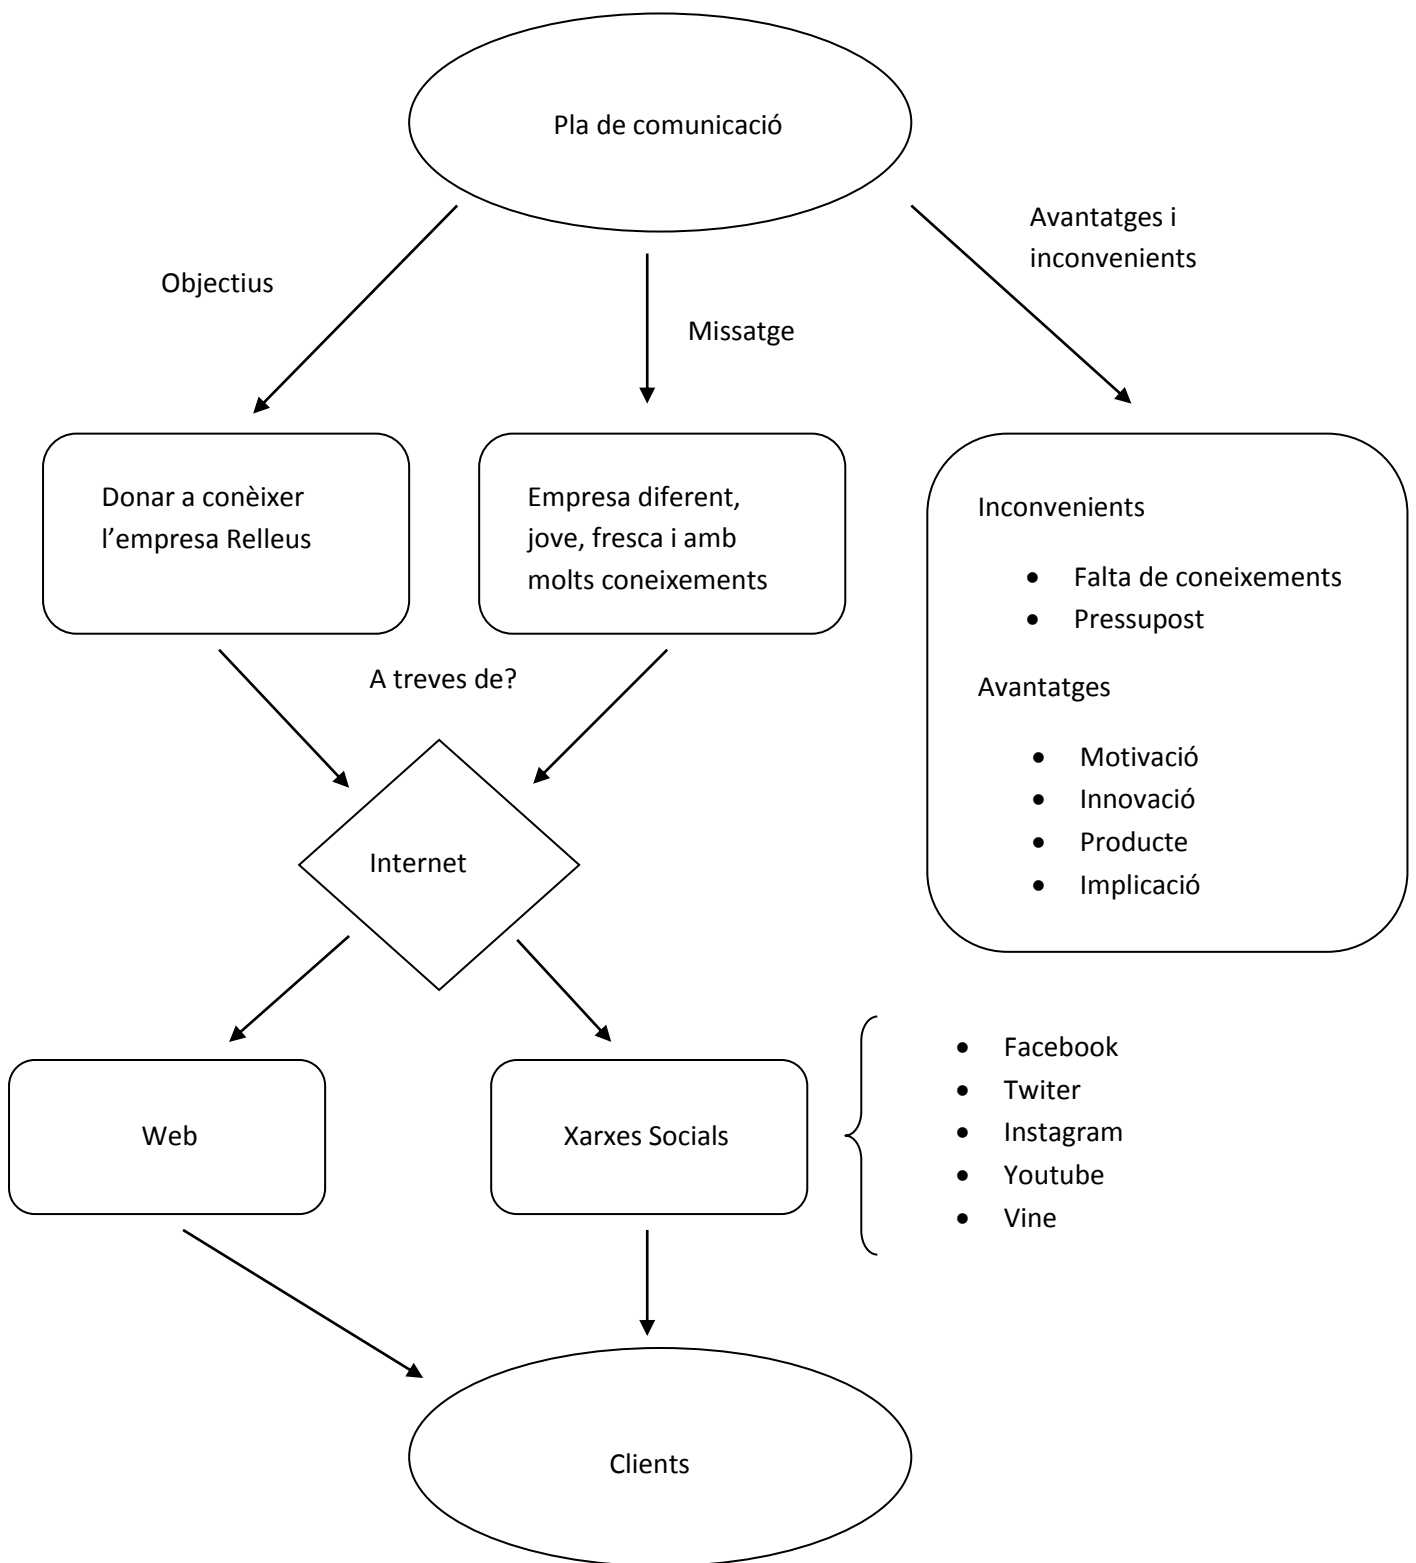 Pla de comunicació
Avantatges i
inconvenients
Objectius
Missatge
Donar a conèixer
l’empresa Relleus
Empresa diferent,
jove, fresca i amb
molts coneixements
Inconvenients
• Falta de coneixements
• Pressupost
Avantatges
• Motivació
• Innovació
• Producte
• Implicació
A treves de?
Internet
Web
Xarxes Socials
• Facebook
• Twiter
• Instagram
• Youtube
• Vine
Clients